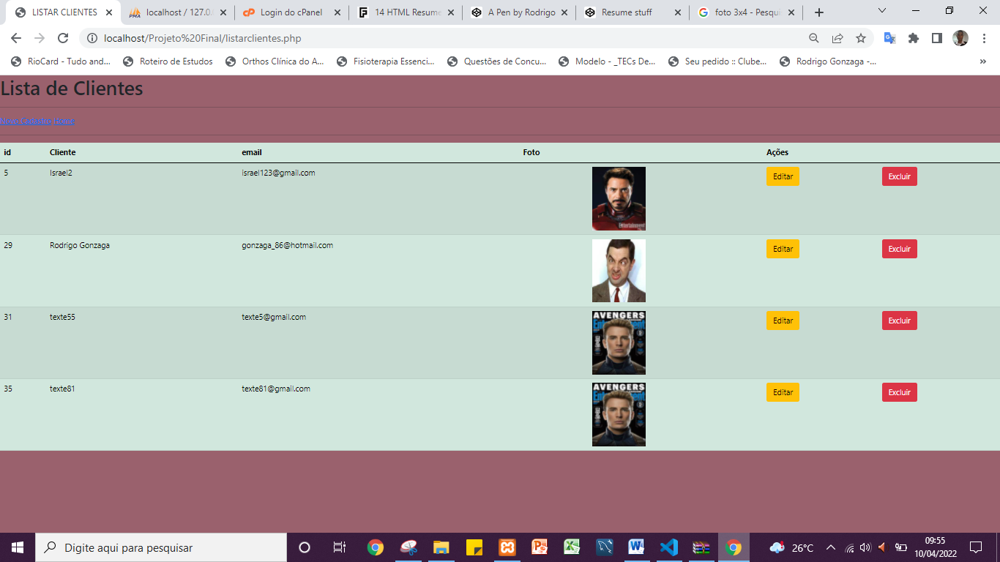 LISTAR CLIENTES
localhost / 127.0.
Login do cPanel
14 HTML Resume
A Pen by Rodrigo
Resume stuff
foto 3x4 - Pesqui
localhost/Projeto%20Final/listarclientes.php
RioCard - Tudo and...
Roteiro de Estudos
Orthos Clínica do A...
Fisioterapia Essenci...
Questões de Concu...
Modelo - _TECs De...
Seu pedido :: Clube...
Rodrigo Gonzaga -...
»
Lista de Clientes
Novo Cadastro Home
id Cliente email Foto Ações
5 Israel2 israel123@gmail.com Editar Excluir
Entertainment
29 Rodrigo Gonzaga gonzaga_86@hotmail.com Editar Excluir
31 texte55 texte5@gmail.com Editar Excluir
AVENGERS
35 texte81 texte81@gmail.com Editar Excluir
AVENGERS
Digite aqui para pesquisar
26°C
09:55
10/04/2022